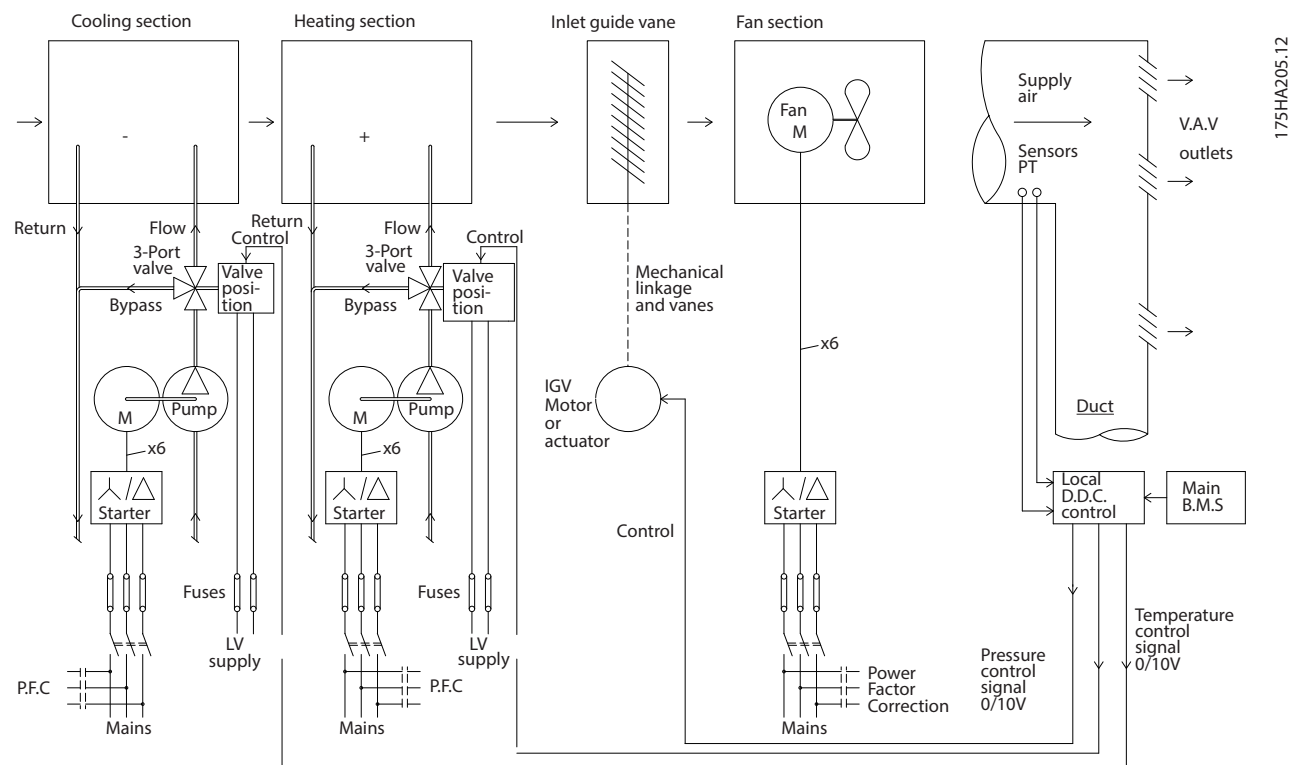 Cooling section
Heating section
Inlet guide vane
Fan section
175HA205.12
-
+
Fan
M
Supply
air
Sensors
PT
V.A.V
outlets
Return
Flow
Control
3-Port
valve
Valve
posi-
tion
Bypass
M
Pump
x6
Starter
Fuses
LV
supply
P.F.C
Mains
Return
Flow
Control
3-Port
valve
Valve
posi-
tion
Bypass
M
Pump
x6
Starter
Fuses
LV
supply
P.F.C
Mains
Mechanical
linkage
and vanes
IGV
Motor
or
actuator
Control
x6
Starter
Power
Factor
Correction
Mains
Duct
Local
D.D.C.
control
Main
B.M.S
Pressure
control
signal
0/10V
Temperature
control
signal
0/10V